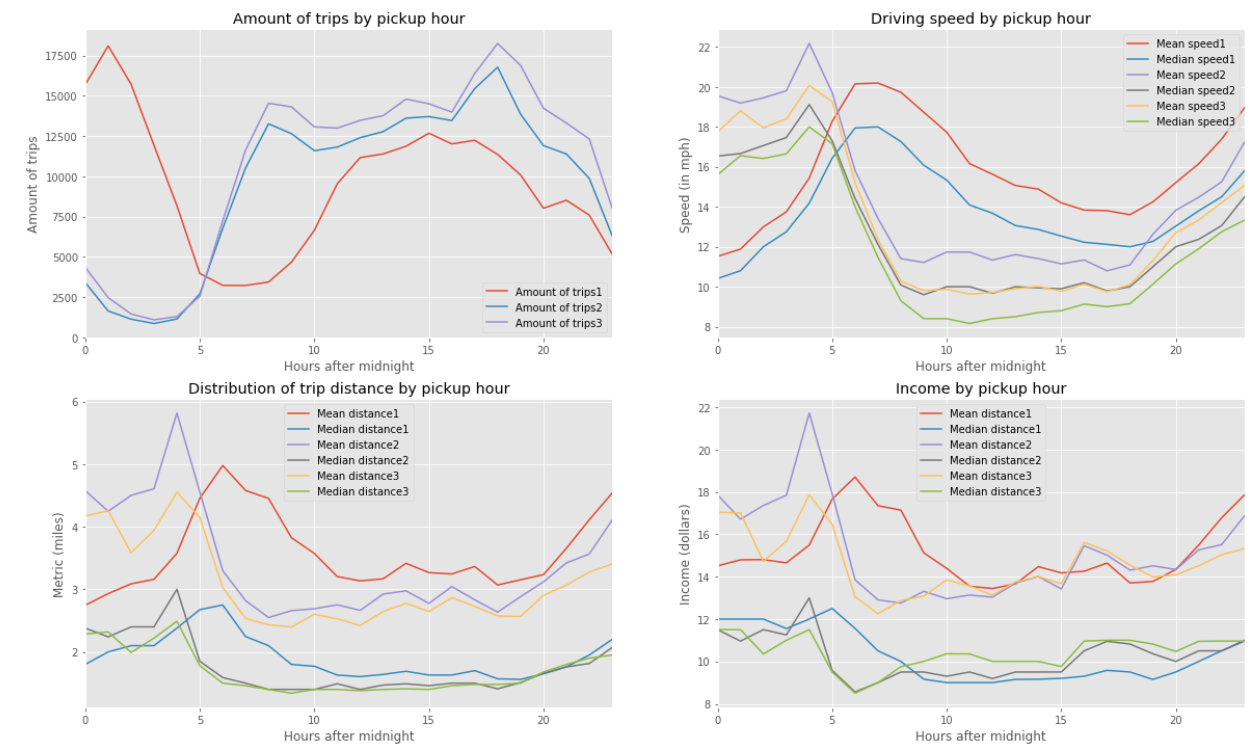 Amount of trips by pickup hour
17500
15000
12500
10000
7500
5000
2500
0
Amount of trips
Amount of trips1
Amount of trips2
Amount of trips3
0 5 10 15 20
Hours after midnight
Driving speed by pickup hour
22
20
18
16
14
12
10
8
Speed (in mph)
Mean speed1
Median speed1
Mean speed2
Median speed2
Mean speed3
Median speed3
0 5 10 15 20
Hours after midnight
Distribution of trip distance by pickup hour
6
5
4
3
2
Metric (miles)
Mean distance1
Median distance1
Mean distance2
Median distance2
Mean distance3
Median distance3
0 5 10 15 20
Hours after midnight
Income by pickup hour
22
20
18
16
14
12
10
8
Income (dollars)
Mean distance1
Median distance1
Mean distance2
Median distance2
Mean distance3
Median distance3
0 5 10 15 20
Hours after midnight